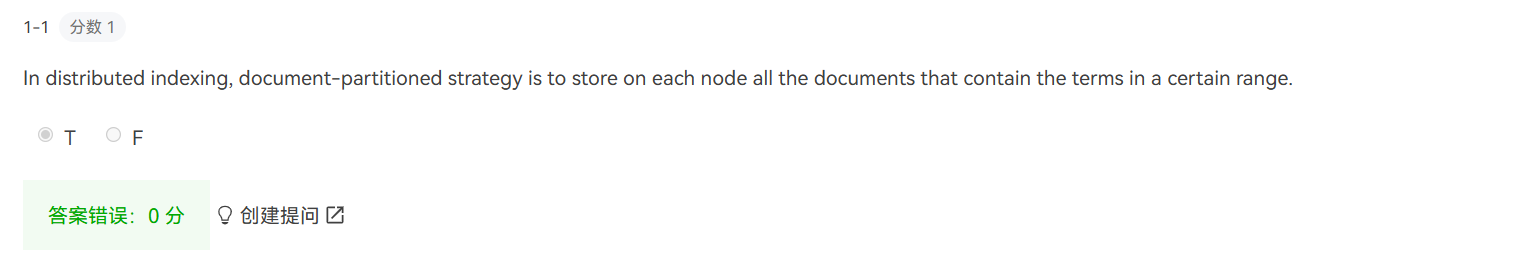 1-1 分数 1
In distributed indexing, document-partitioned strategy is to store on each node all the documents that contain the terms in a certain range.
T F
答案错误：0 分 创建提问